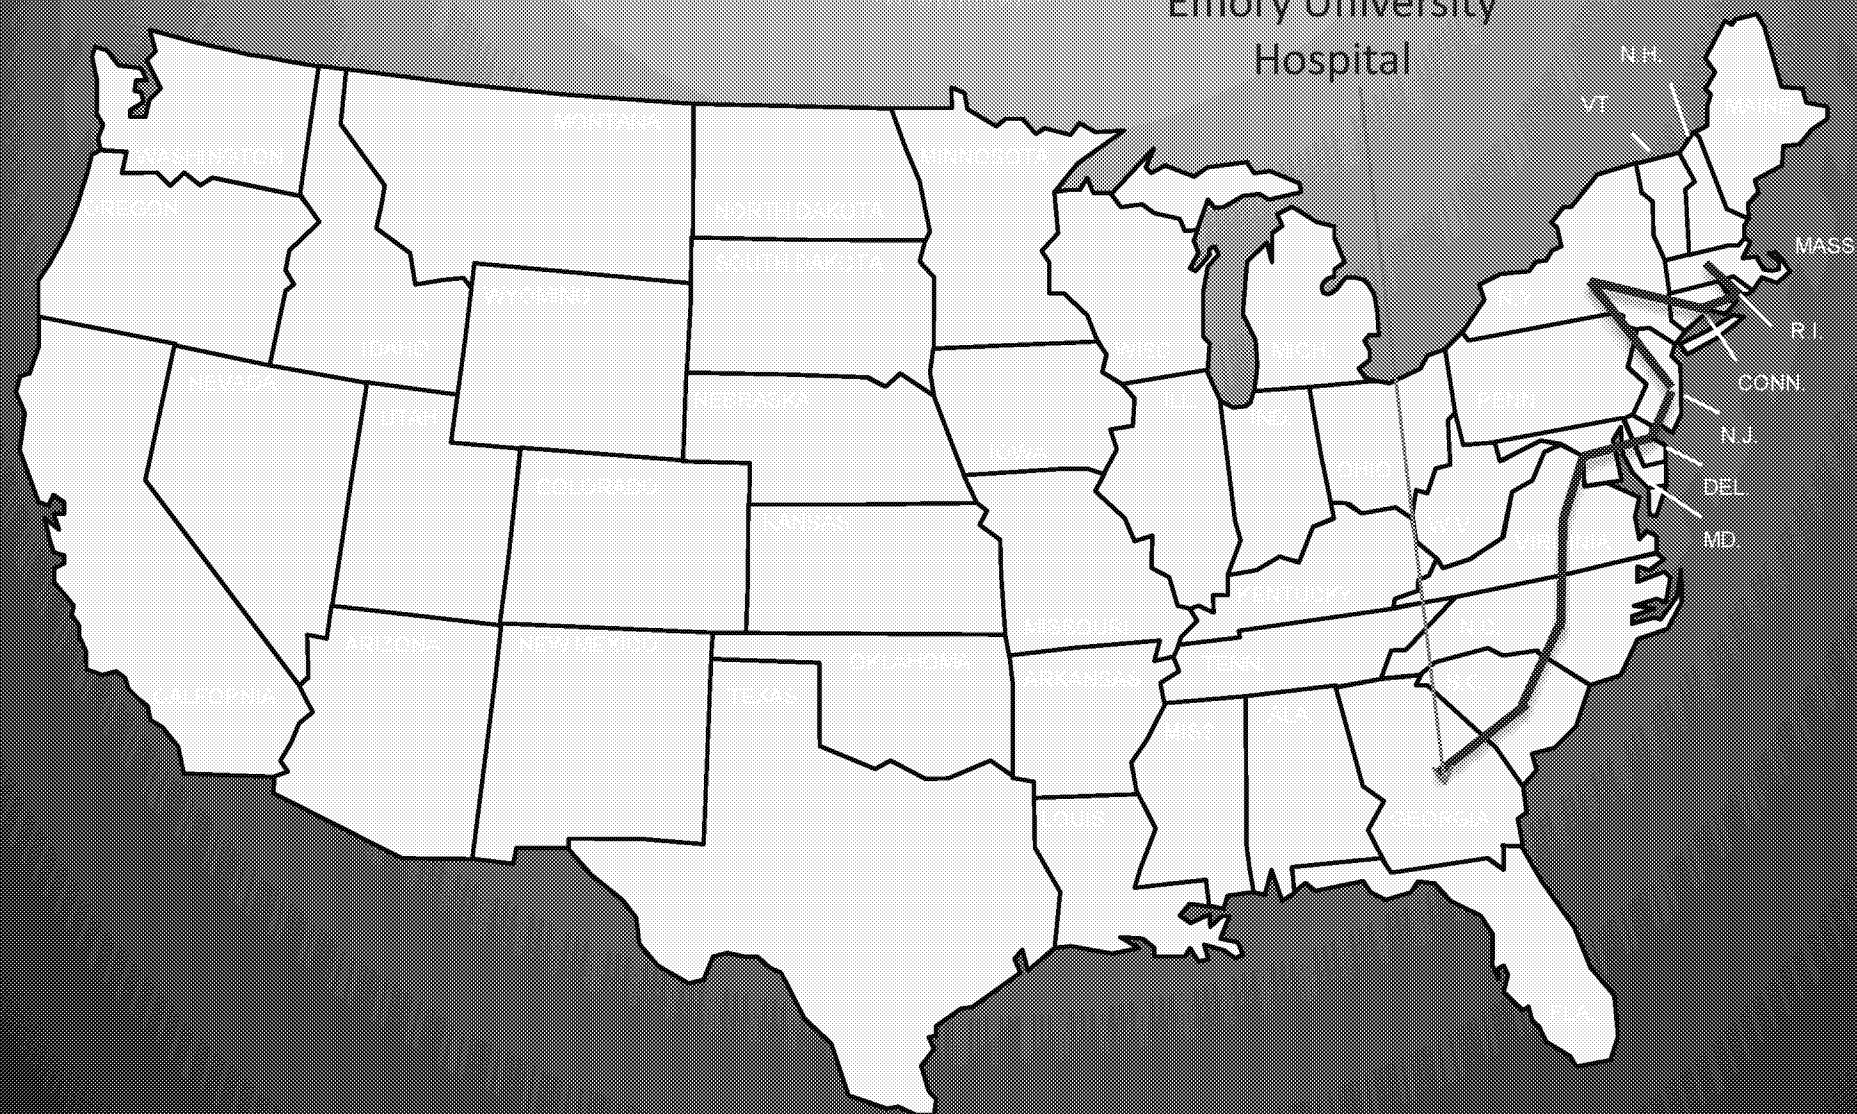 Emory University
Hospital
N.H.
VT
MAINE
MONTANA
WASHINGTON
MINNOSOTA
OREGON
NORTH DAKOTA
MASS
SOUTH DAKOTA
WYOMING
N.Y.
R.I.
IDAHO
WISC
MICH.
NEVADA
CONN.
UTAH
NEBRASKA
ILL.
IND.
PENN
N.J.
IOWA
OHIO
COLORADO
DEL.
KANSAS
W.V.
VIRGINIA
MD.
KENTUCKY
MISSOUSI
N.C.
ARIZONA
NEW MEXICO
OKLAHOMA
TENN.
ARKANSAS
S.C.
CALIFORNIA
TEXAS
MISS
ALA.
LOUIS
GEORGIA
FLA.